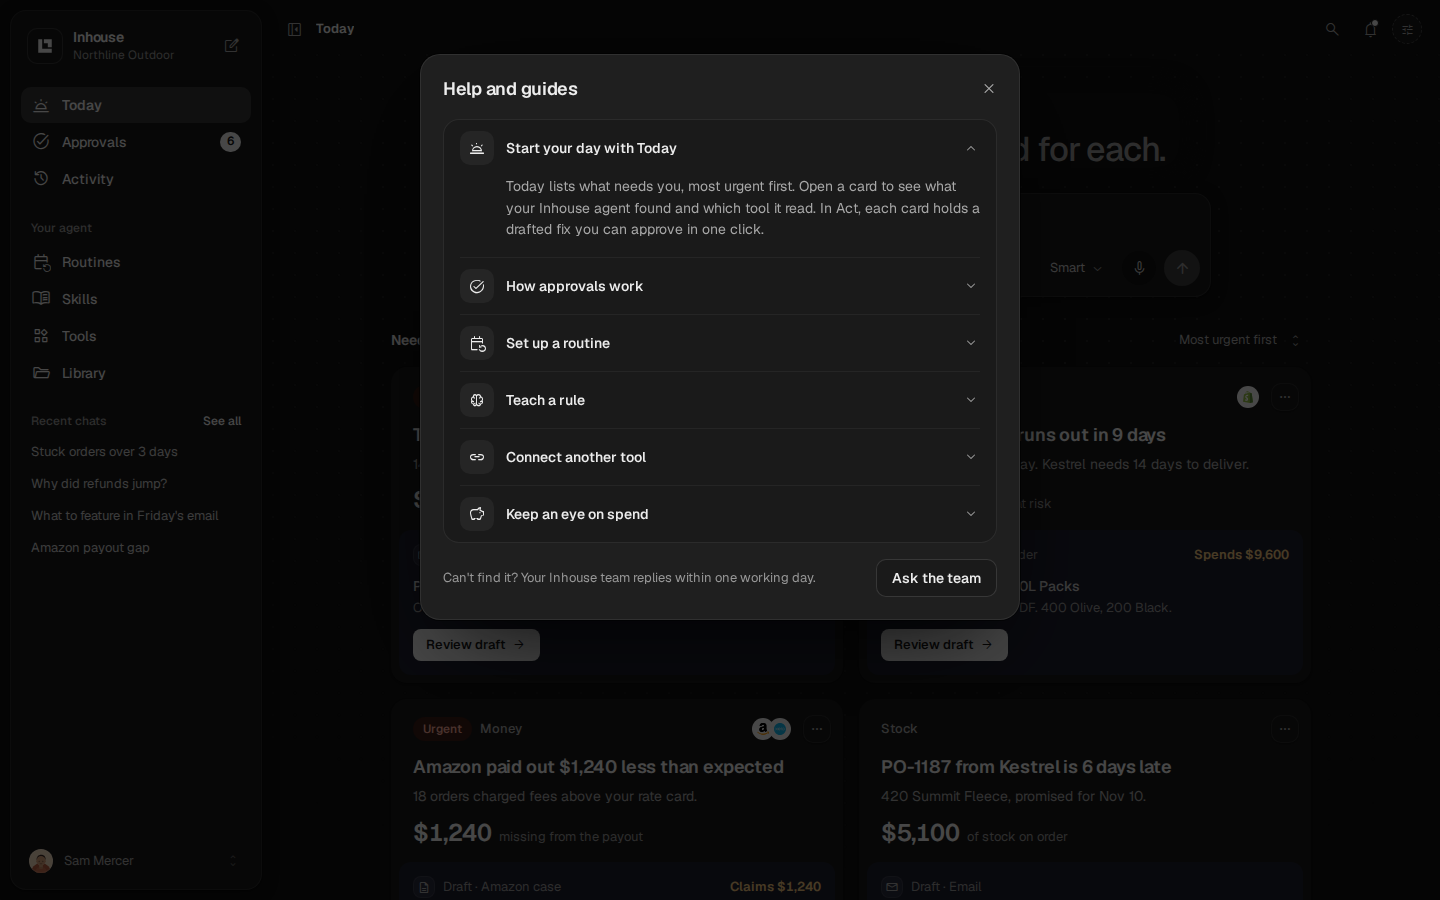 Inhouse
Northline Outdoor
Today
Approvals 6
Activity
Your agent
Routines
Skills
Tools
Library
Recent chats See all
Stuck orders over 3 days
Why did refunds jump?
What to feature in Friday's email
Amazon payout gap
Sam Mercer
Today
d for each.
Smart
Most urgent first
Help and guides
Start your day with Today
Today lists what needs you, most urgent first. Open a card to see what
your Inhouse agent found and which tool it read. In Act, each card holds a
drafted fix you can approve in one click.
How approvals work
Set up a routine
Teach a rule
Connect another tool
Keep an eye on spend
Can't find it? Your Inhouse team replies within one working day.
Ask the team
Review draft
runs out in 9 days
ay. Kestrel needs 14 days to deliver.
t risk
der Spends $9,600
0L Packs
DF. 400 Olive, 200 Black.
Review draft
Urgent Money
Amazon paid out $1,240 less than expected
18 orders charged fees above your rate card.
$1,240 missing from the payout
Draft · Amazon case Claims $1,240
Stock
PO-1187 from Kestrel is 6 days late
420 Summit Fleece, promised for Nov 10.
$5,100 of stock on order
Draft · Email